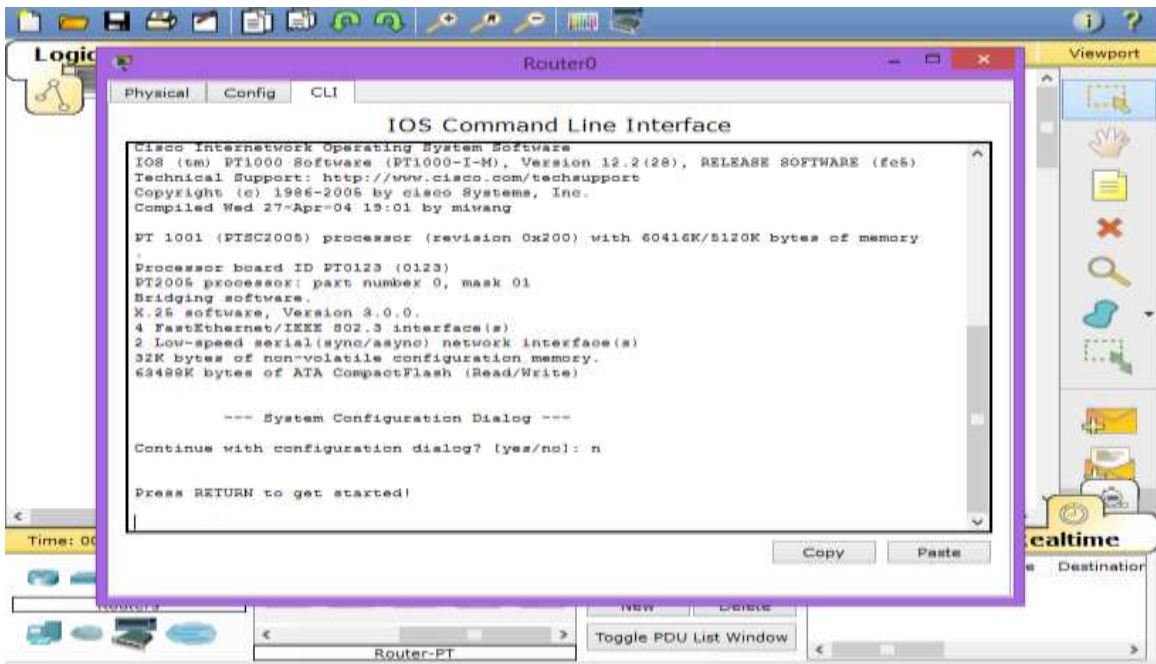 Logic
Router0
Viewport
Physical
Config
CLI
IOS Command Line Interface
Cisco Internetwork Operating System Software
IOS (tm) PT1000 Software (PT1000-I-M), Version 12.2(28), RELEASE SOFTWARE (fc5)
Technical Support: http://www.cisco.com/techsupport
Copyright (c) 1986-2005 by cisco Systems, Inc.
Compiled Wed 27-Apr-04 19:01 by miwang
PT 1001 (PTSC2005) processor (revision 0x200) with 60416K/5120K bytes of memory
.
Processor board ID PT0123 (0123)
PT2005 processor: part number 0, mask 01
Bridging software.
X.25 software, Version 3.0.0.
4 FastEthernet/IEEE 802.3 interface(s)
2 Low-speed serial(sync/async) network interface(s)
32K bytes of non-volatile configuration memory.
63488K bytes of ATA CompactFlash (Read/Write)
--- System Configuration Dialog ---
Continue with configuration dialog? [yes/no]: n
Press RETURN to get started!
Copy
Paste
Time: 00
ealtime
e Destination
Routers
New
Delete
Toggle PDU List Window
Router-PT